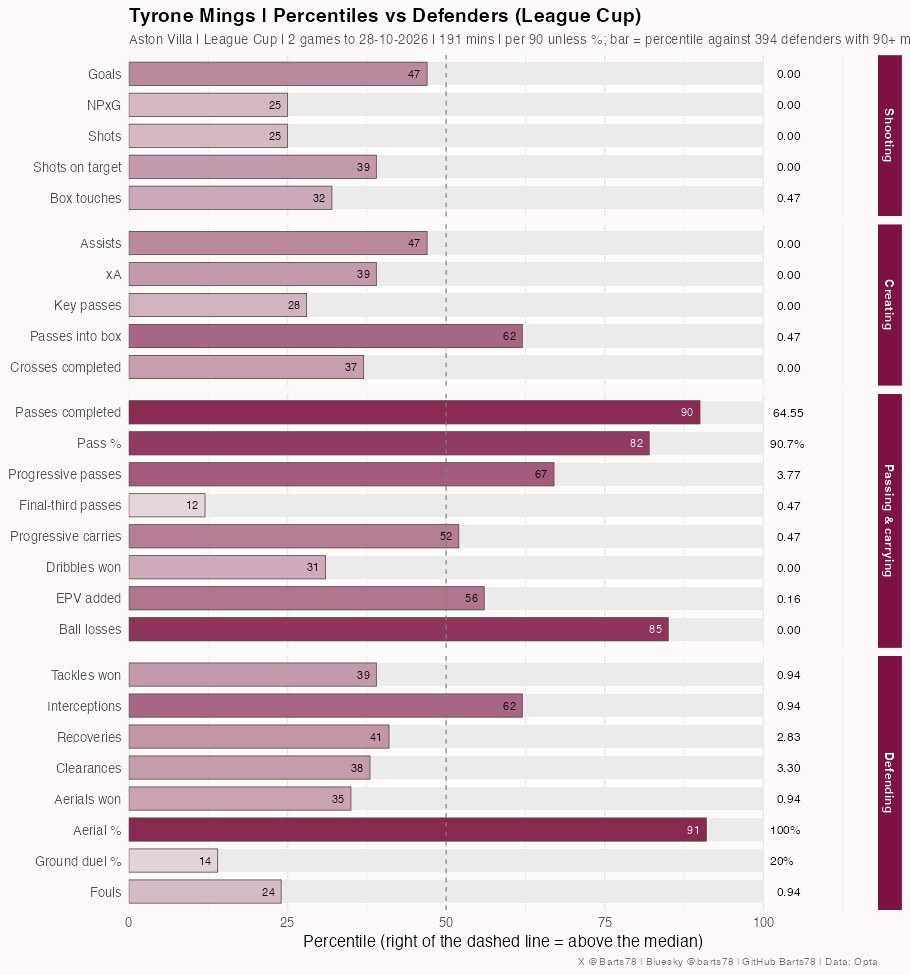 Tyrone Mings | Percentiles vs Defenders (League Cup)
Aston Villa | League Cup | 2 games to 28-10-2026 | 191 mins | per 90 unless %; bar = percentile against 394 defenders with 90+ m
Goals 47 0.00
NPxG 25 0.00
Shots 25 0.00
Shots on target 39 0.00
Box touches 32 0.47
Shooting
Assists 47 0.00
xA 39 0.00
Key passes 28 0.00
Passes into box 62 0.47
Crosses completed 37 0.00
Creating
Passes completed 90 64.55
Pass % 82 90.7%
Progressive passes 67 3.77
Final-third passes 12 0.47
Progressive carries 52 0.47
Dribbles won 31 0.00
EPV added 56 0.16
Ball losses 85 0.00
Passing & carrying
Tackles won 39 0.94
Interceptions 62 0.94
Recoveries 41 2.83
Clearances 38 3.30
Aerials won 35 0.94
Aerial % 91 100%
Ground duel % 14 20%
Fouls 24 0.94
Defending
0 25 50 75 100
Percentile (right of the dashed line = above the median)
X @Barts78 | Bluesky @barts78 | GitHub Barts78 | Data: Opta